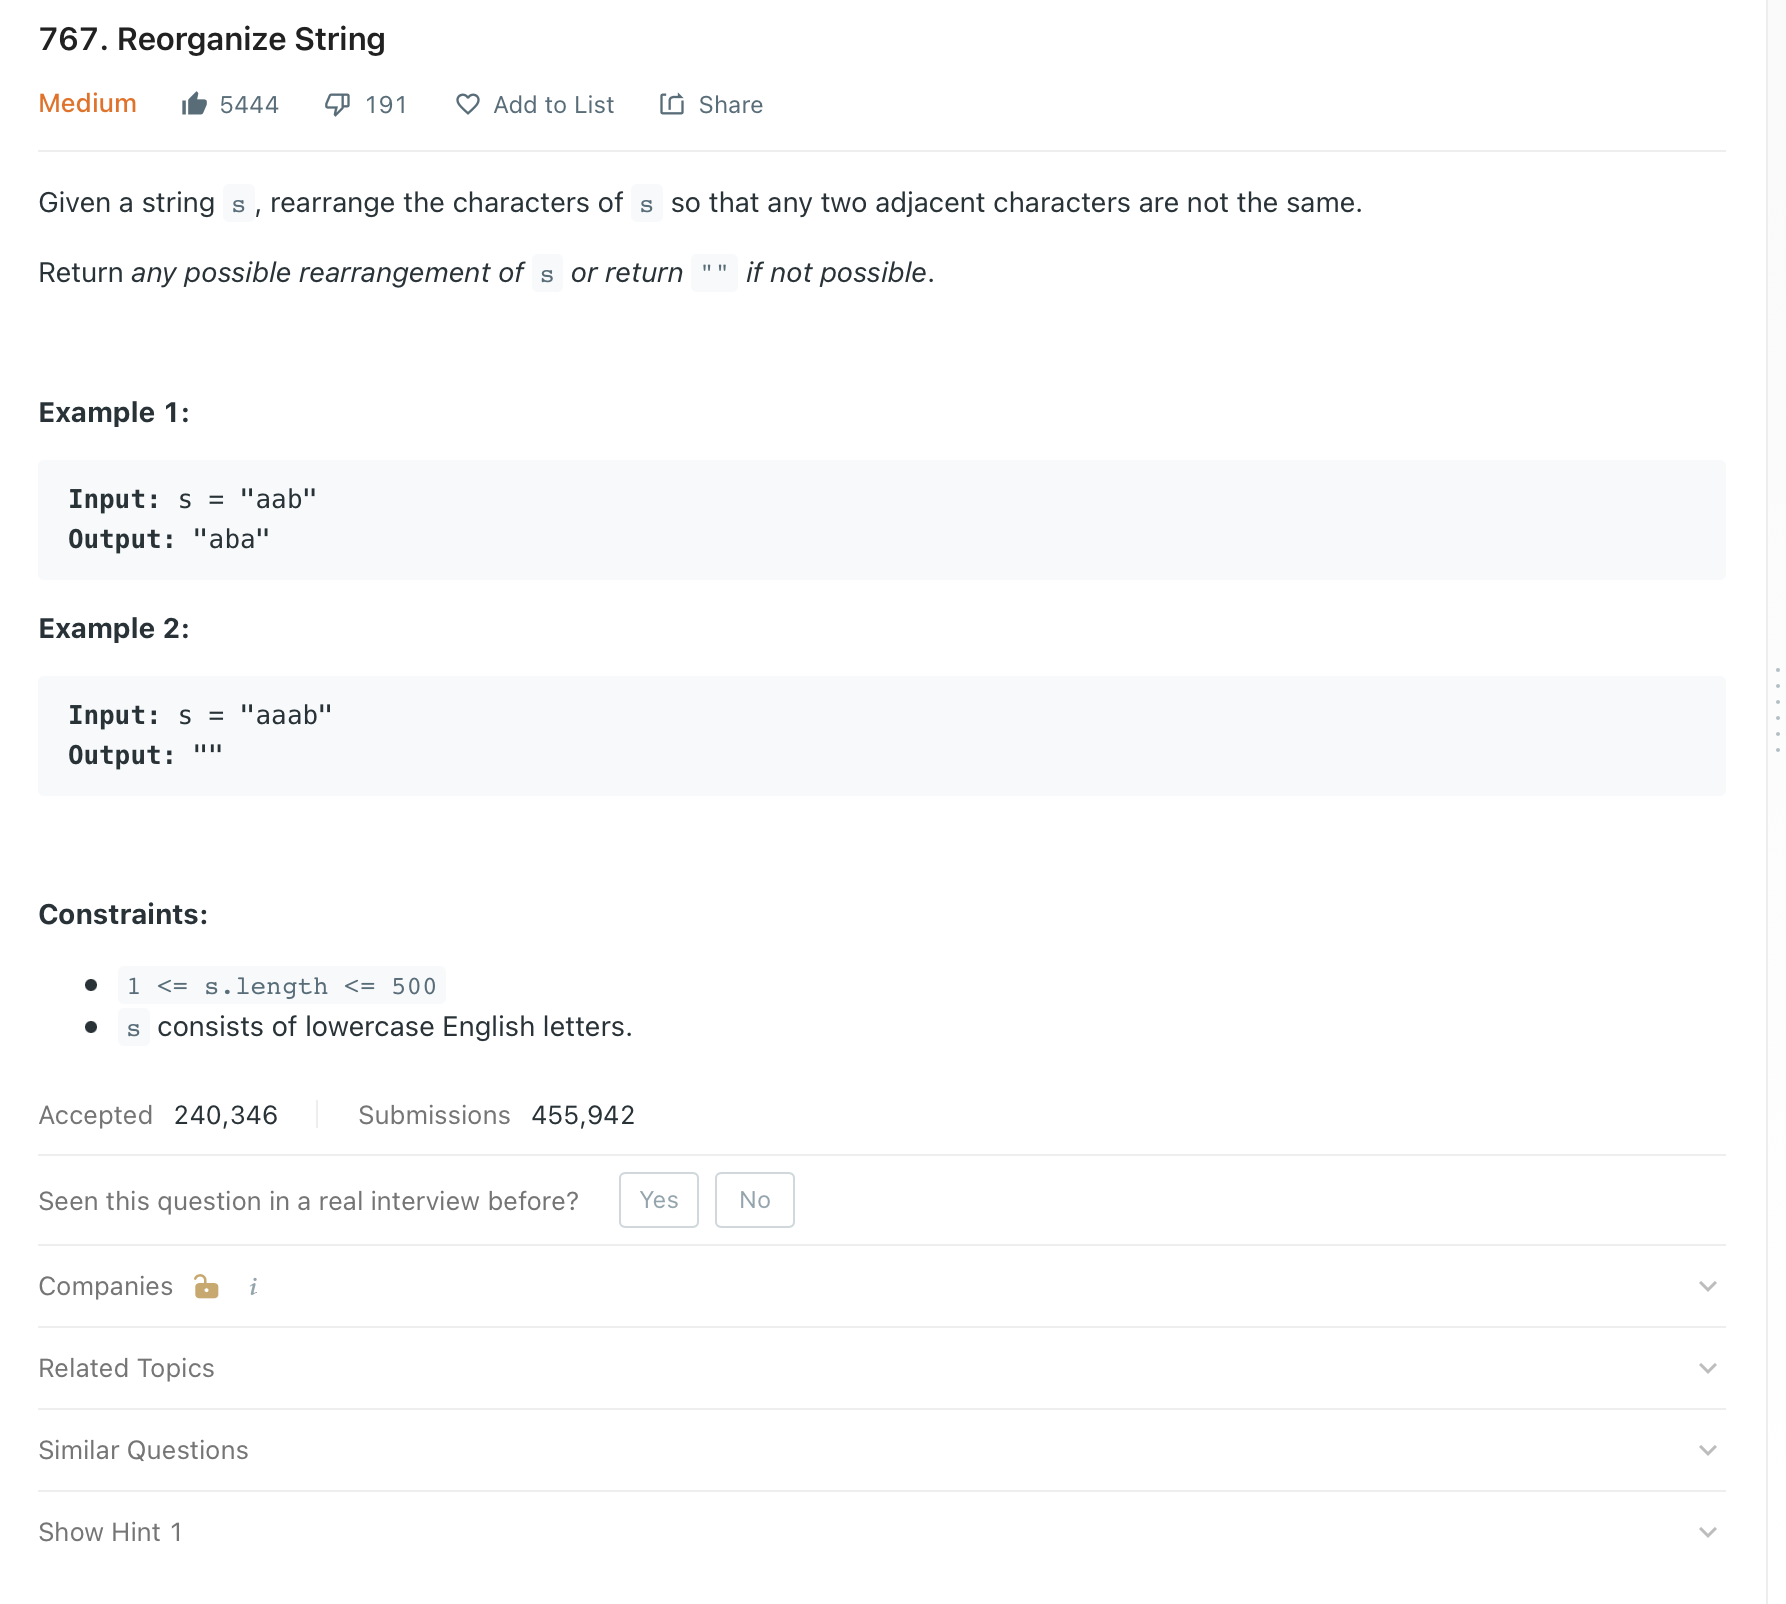 767. Reorganize String
Medium 5444 191 Add to List Share
Given a string s, rearrange the characters of s so that any two adjacent characters are not the same.
Return any possible rearrangement of s or return "" if not possible.
Example 1:
Input: s = "aab"
Output: "aba"
Example 2:
Input: s = "aaab"
Output: ""
Constraints:
1 <= s.length <= 500
s consists of lowercase English letters.
Accepted 240,346 Submissions 455,942
Seen this question in a real interview before? Yes No
Companies i
Related Topics
Similar Questions
Show Hint 1